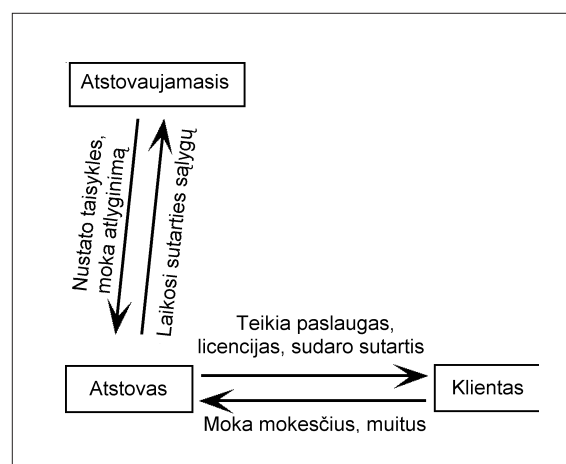 Atstovaujamasis
Nustato taisykles,
moka atlyginimą
Laikosi sutarties sąlygų
Teikia paslaugas,
licencijas, sudaro sutartis
Atstovas
Klientas
Moka mokesčius, muitus